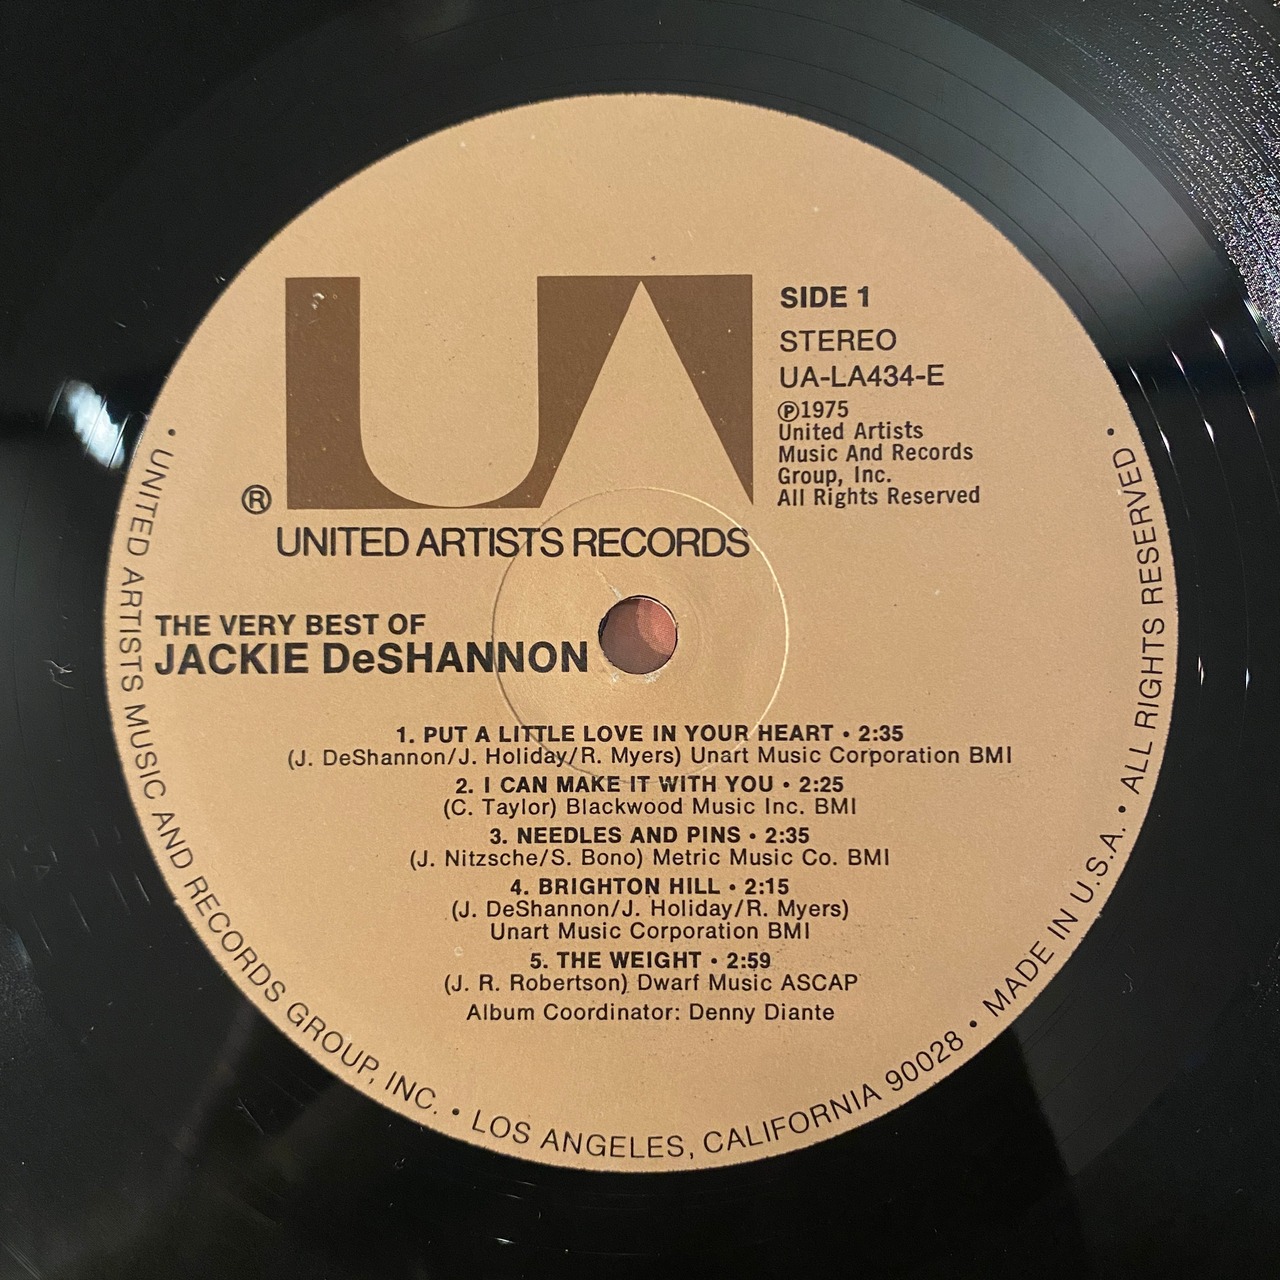 UA
SIDE 1
STEREO
UA-LA434-E
Ⓟ1975
United Artists
Music And Records
Group, Inc.
All Rights Reserved
®
UNITED ARTISTS RECORDS
THE VERY BEST OF
JACKIE DeSHANNON
1. PUT A LITTLE LOVE IN YOUR HEART • 2:35
(J. DeShannon/J. Holiday/R. Myers) Unart Music Corporation BMI
2. I CAN MAKE IT WITH YOU • 2:25
(C. Taylor) Blackwood Music Inc. BMI
3. NEEDLES AND PINS • 2:35
(J. Nitzsche/S. Bono) Metric Music Co. BMI
4. BRIGHTON HILL • 2:15
(J. DeShannon/J. Holiday/R. Myers)
Unart Music Corporation BMI
5. THE WEIGHT • 2:59
(J. R. Robertson) Dwarf Music ASCAP
Album Coordinator: Denny Diante
• UNITED ARTISTS MUSIC AND RECORDS GROUP, INC. • LOS ANGELES, CALIFORNIA 90028 • MADE IN U.S.A. • ALL RIGHTS RESERVED •